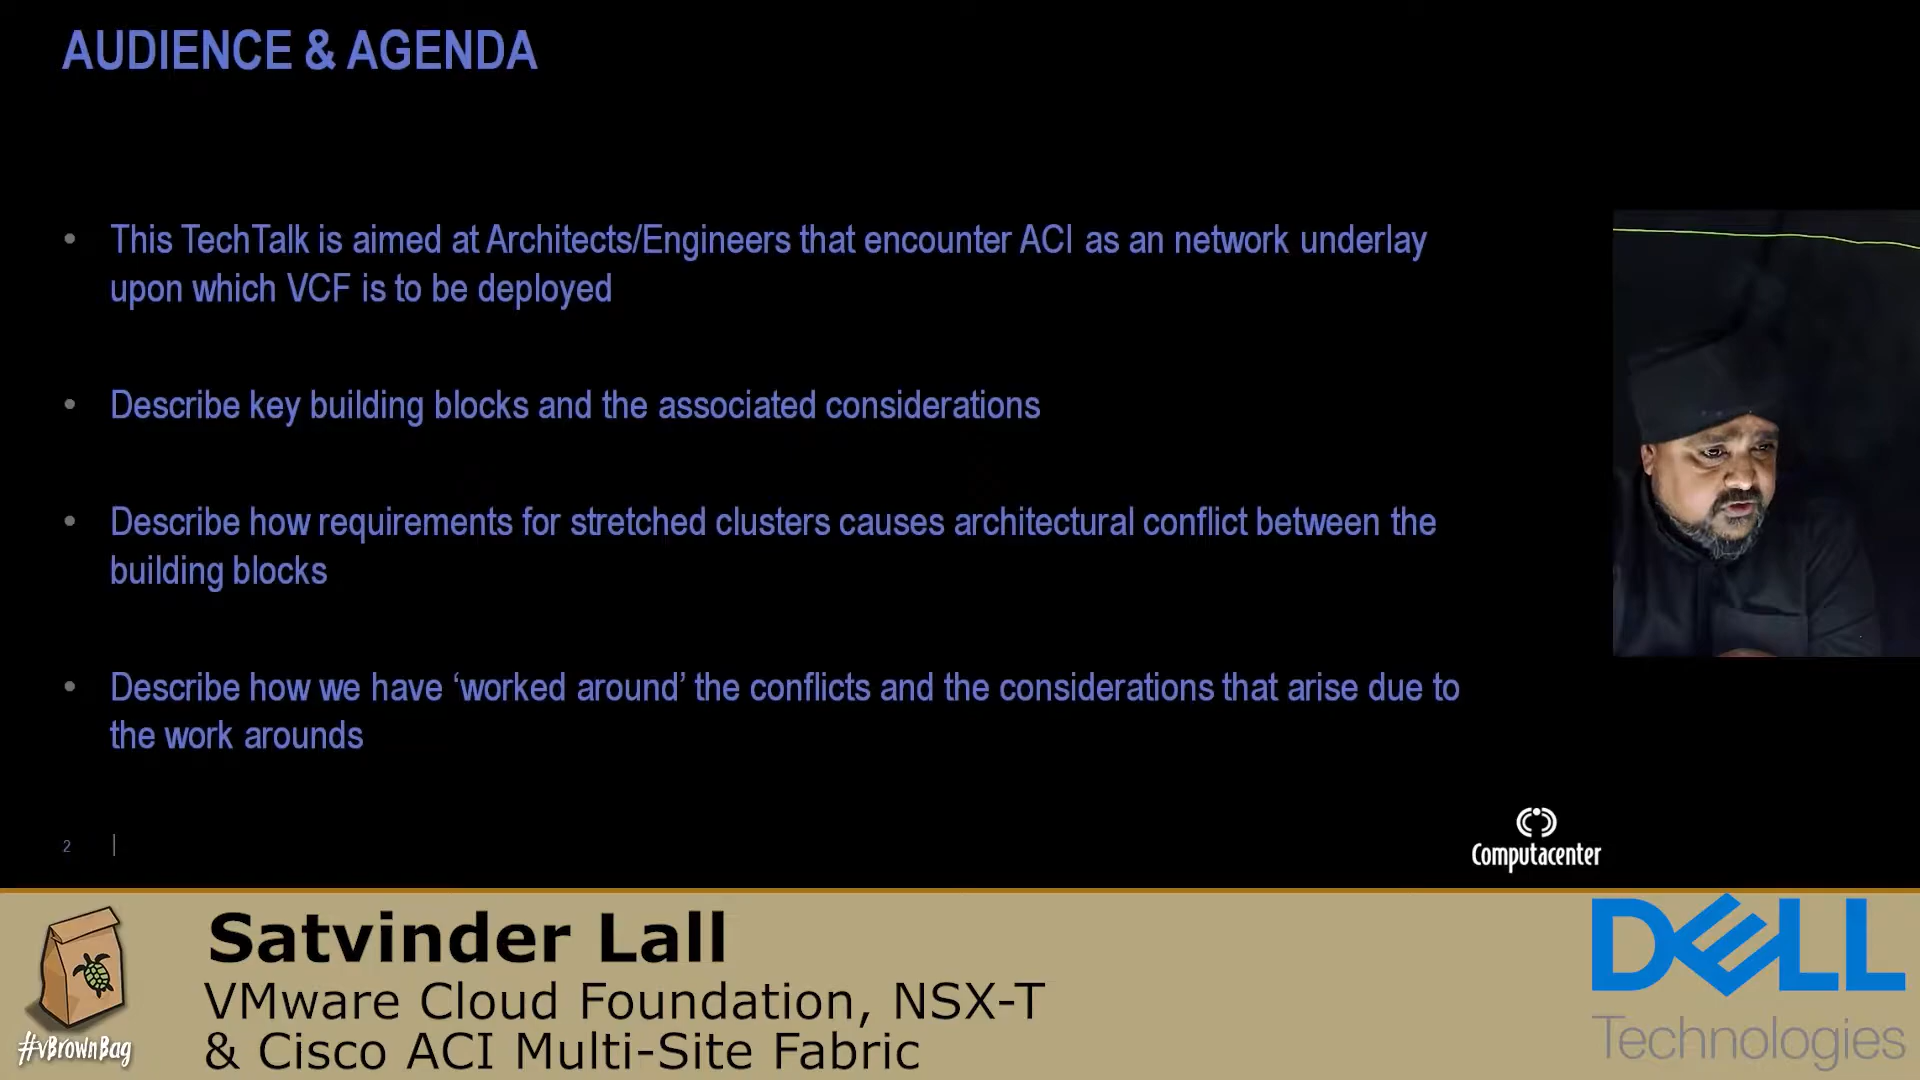 AUDIENCE & AGENDA
• This TechTalk is aimed at Architects/Engineers that encounter ACI as an network underlay
upon which VCF is to be deployed
• Describe key building blocks and the associated considerations
• Describe how requirements for stretched clusters causes architectural conflict between the
building blocks
• Describe how we have ‘worked around’ the conflicts and the considerations that arise due to
the work arounds
2
Computacenter
#vBrownBag
Satvinder Lall
VMware Cloud Foundation, NSX-T
& Cisco ACI Multi-Site Fabric
DELL
Technologies